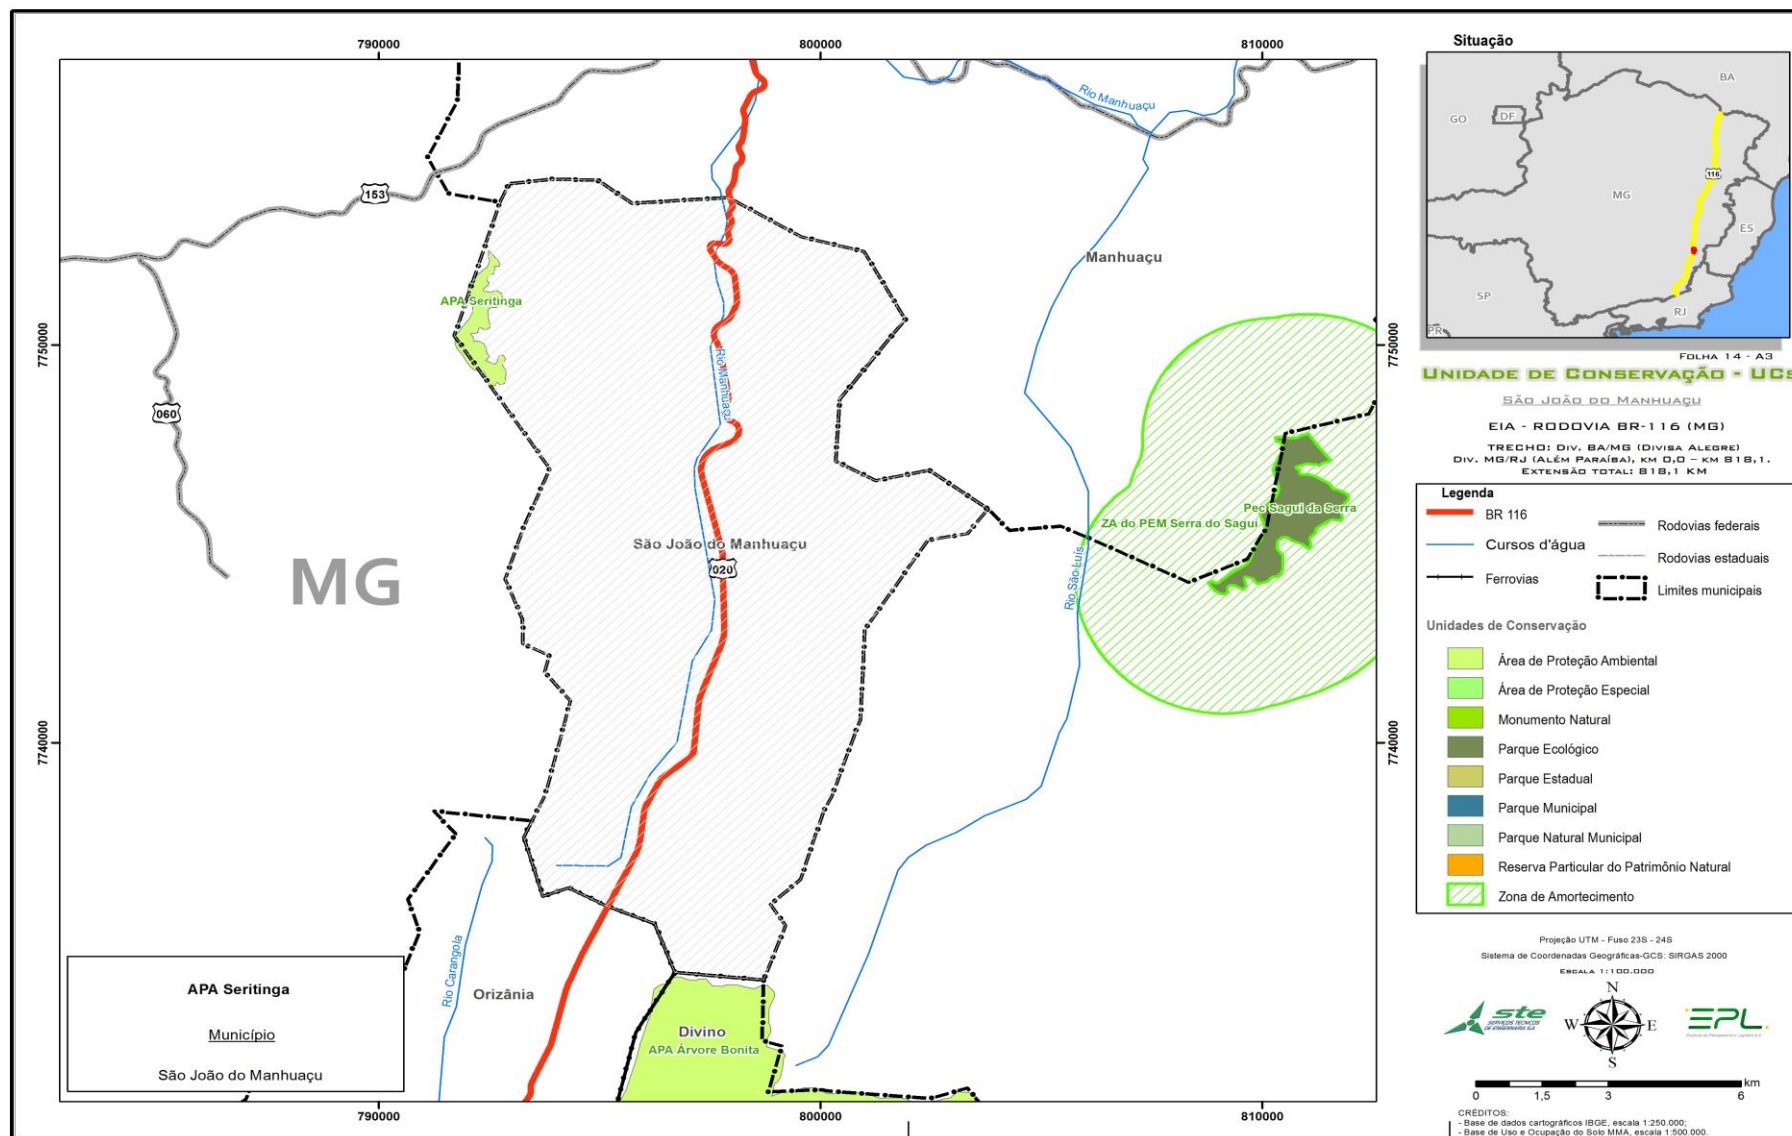 790000
800000
810000
7750000
7740000
7750000
7740000
790000
800000
810000
Rio Manhuaçu
153
Manhuaçu
APA Seritinga
Rio Manhuaçu
060
ZA do PEM Serra do Sagui
Pec Sagui da Serra
São João do Manhuaçu
020
MG
Rio São Luís
Rio Carangola
Orizânia
Divino
APA Árvore Bonita
APA Seritinga
Município
São João do Manhuaçu
Situação
BA
GO
DF
MG
116
ES
SP
RJ
PR
FOLHA 14 - A3
UNIDADE DE CONSERVAÇÃO - UCs
SÃO JOÃO DO MANHUAÇU
EIA - RODOVIA BR-116 (MG)
TRECHO: DIV. BA/MG (DIVISA ALEGRE)
DIV. MG/RJ (ALÉM PARAÍBA), KM 0,0 – KM 818,1.
EXTENSÃO TOTAL: 818,1 KM
Legenda
BR 116
Cursos d'água
Ferrovias
Rodovias federais
Rodovias estaduais
Limites municipais
Unidades de Conservação
Área de Proteção Ambiental
Área de Proteção Especial
Monumento Natural
Parque Ecológico
Parque Estadual
Parque Municipal
Parque Natural Municipal
Reserva Particular do Patrimônio Natural
Zona de Amortecimento
Projeção UTM - Fuso 23S - 24S
Sistema de Coordenadas Geográficas-GCS: SIRGAS 2000
ESCALA 1:100.000
ste
SERVIÇOS TÉCNICOS
DE ENGENHARIA S.A.
N
W
E
S
EPL
Empresa de Planejamento e Logística S.A.
0 1,5 3 6 km
CRÉDITOS:
- Base de dados cartográficos IBGE, escala 1:250.000;
- Base de Uso e Ocupação do Solo MMA, escala 1:500.000.